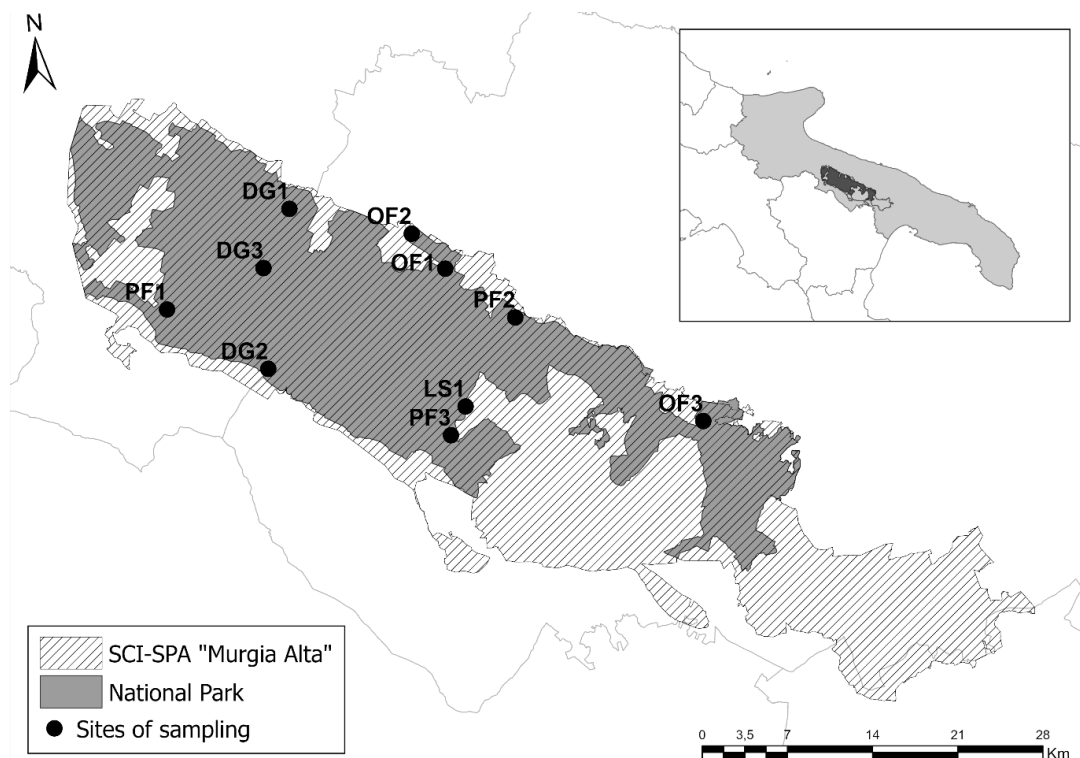 N
DG1
OF2
DG3
OF1
PF1
PF2
DG2
LS1
OF3
PF3
SCI-SPA "Murgia Alta"
National Park
Sites of sampling
0 3,5 7 14 21 28
Km